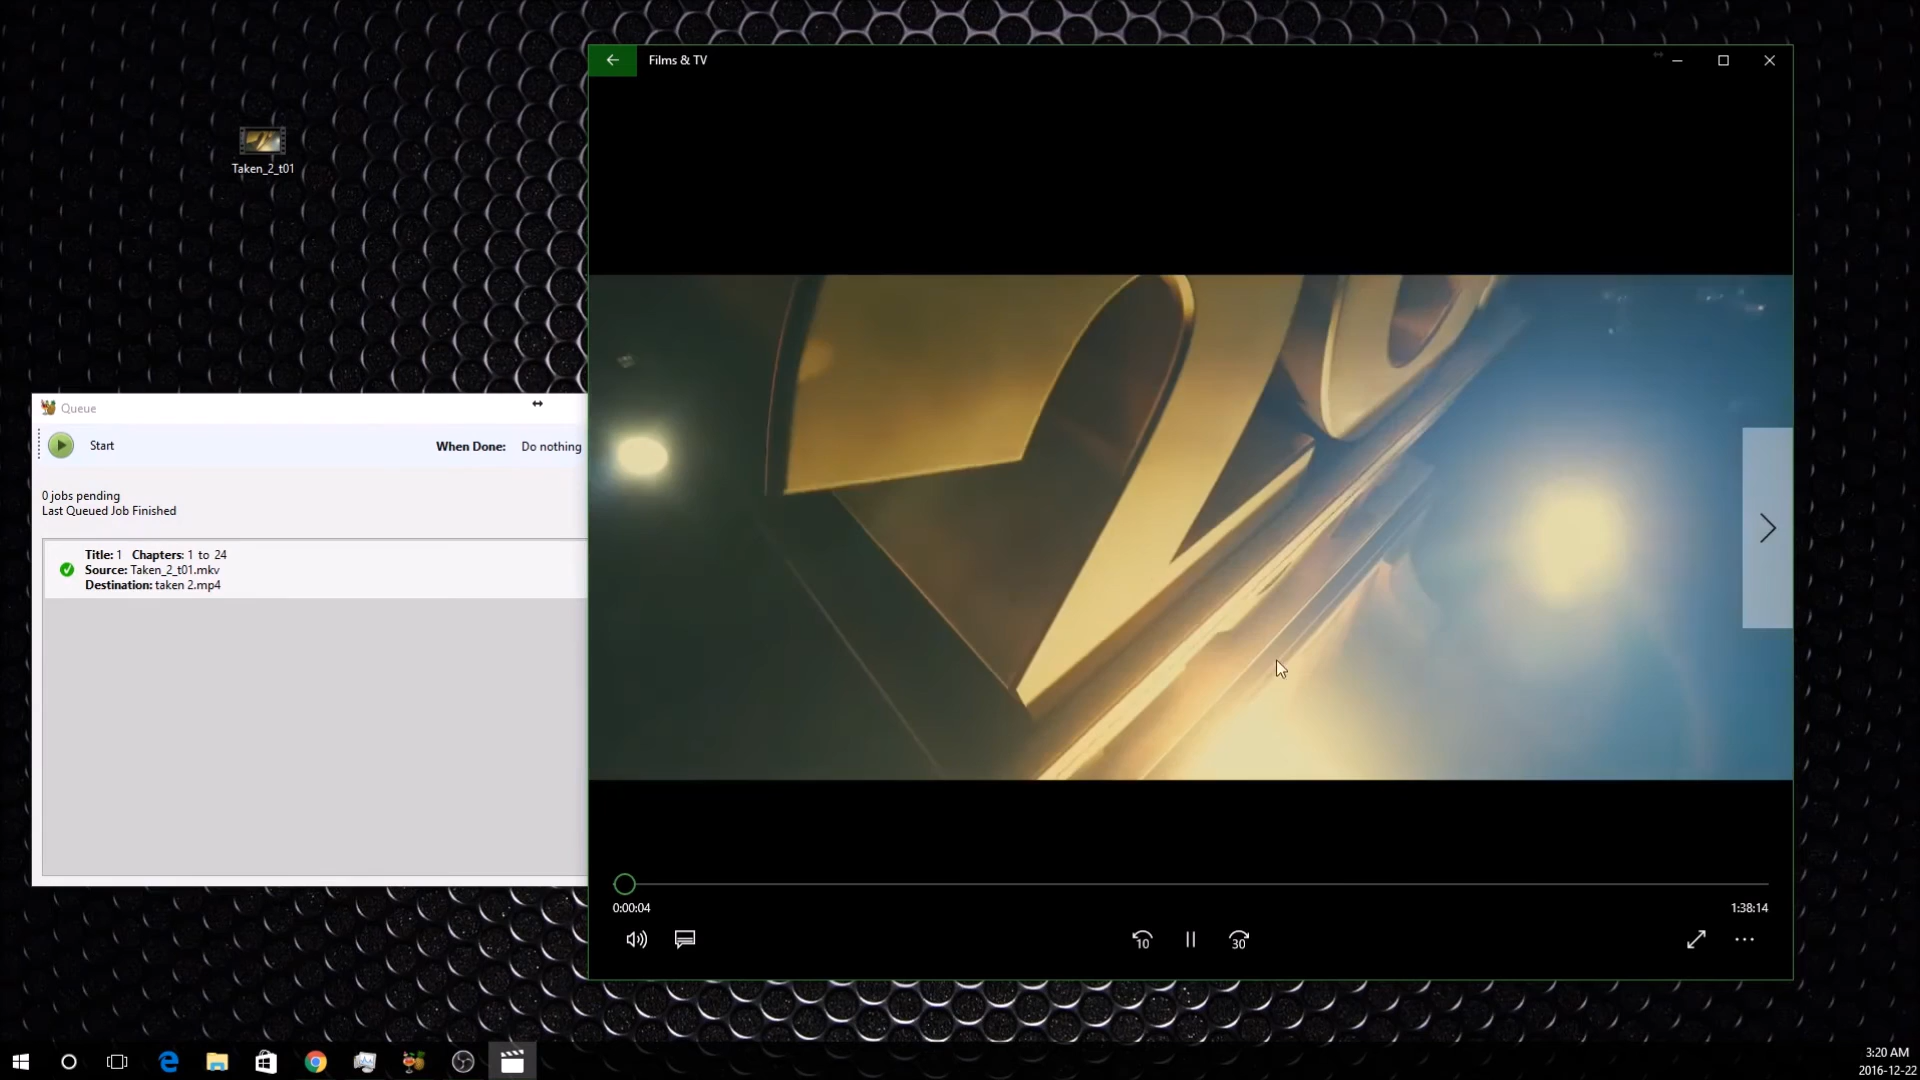 Films & TV
Taken_2_t01
Queue
Start
When Done: Do nothing
0 jobs pending
Last Queued Job Finished
Title: 1 Chapters: 1 to 24
Source: Taken_2_t01.mkv
Destination: taken 2.mp4
20
0:00:04
1:38:14
10
30
3:20 AM
2016-12-22